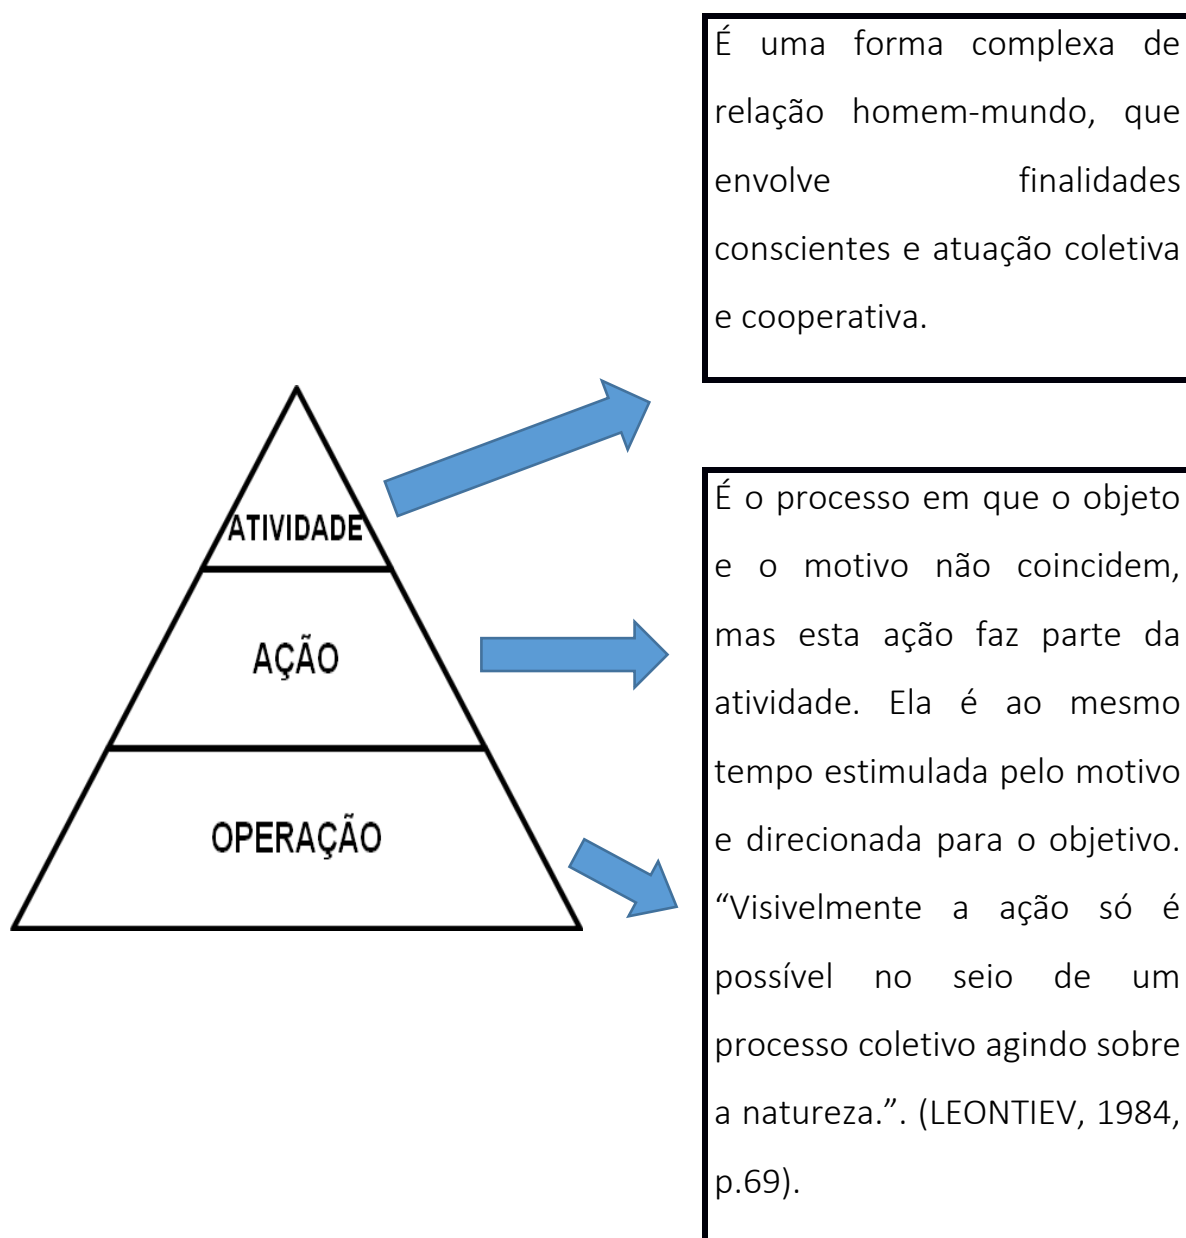 É uma forma complexa de
relação homem-mundo, que
envolve finalidades
conscientes e atuação coletiva
e cooperativa.
ATIVIDADE
AÇÃO
OPERAÇÃO
É o processo em que o objeto
e o motivo não coincidem,
mas esta ação faz parte da
atividade. Ela é ao mesmo
tempo estimulada pelo motivo
e direcionada para o objetivo.
“Visivelmente a ação só é
possível no seio de um
processo coletivo agindo sobre
a natureza.”. (LEONTIEV, 1984,
p.69).